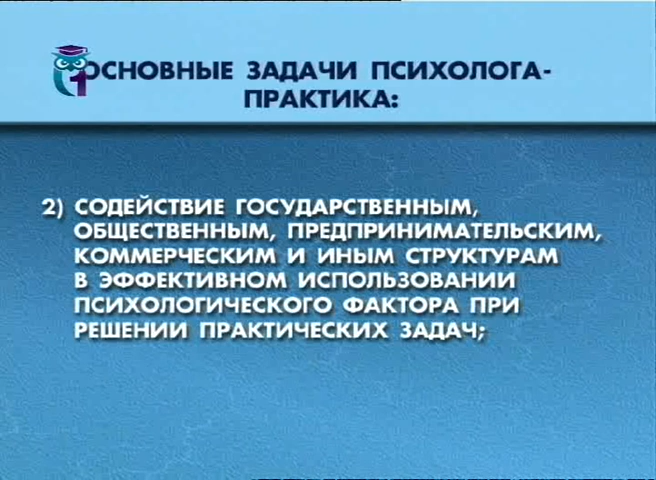 ОСНОВНЫЕ ЗАДАЧИ ПСИХОЛОГА-
ПРАКТИКА:
2) СОДЕЙСТВИЕ ГОСУДАРСТВЕННЫМ,
ОБЩЕСТВЕННЫМ, ПРЕДПРИНИМАТЕЛЬСКИМ,
КОММЕРЧЕСКИМ И ИНЫМ СТРУКТУРАМ
В ЭФФЕКТИВНОМ ИСПОЛЬЗОВАНИИ
ПСИХОЛОГИЧЕСКОГО ФАКТОРА ПРИ
РЕШЕНИИ ПРАКТИЧЕСКИХ ЗАДАЧ;